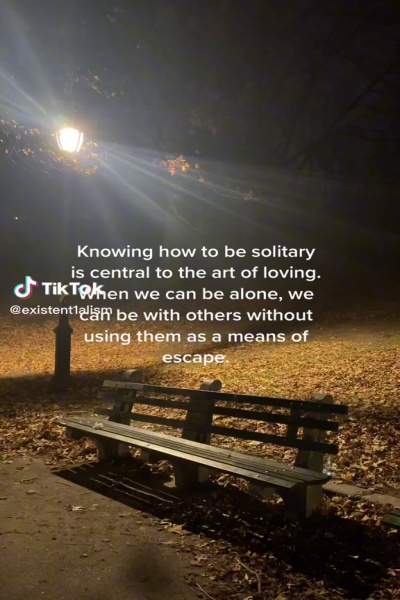 Knowing how to be solitary
is central to the art of loving.
TikTok
When we can be alone, we
@existent1alism
can be with others without
using them as a means of
escape.